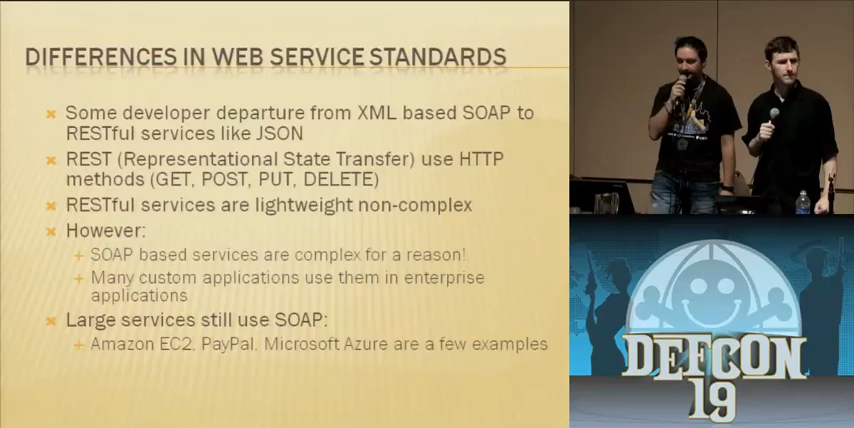 DIFFERENCES IN WEB SERVICE STANDARDS
Some developer departure from XML based SOAP to
RESTful services like JSON
REST (Representational State Transfer) use HTTP
methods (GET, POST, PUT, DELETE)
RESTful services are lightweight non-complex
However:
SOAP based services are complex for a reason!
Many custom applications use them in enterprise
applications
Large services still use SOAP:
Amazon EC2, PayPal, Microsoft Azure are a few examples
DEFCON
19